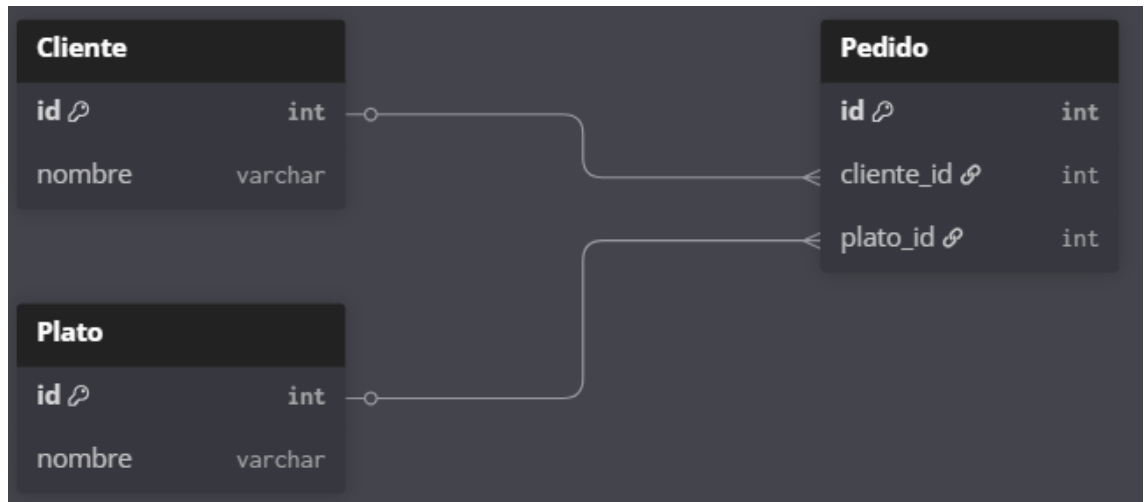 Cliente
id int
nombre varchar
Pedido
id int
cliente_id int
plato_id int
Plato
id int
nombre varchar